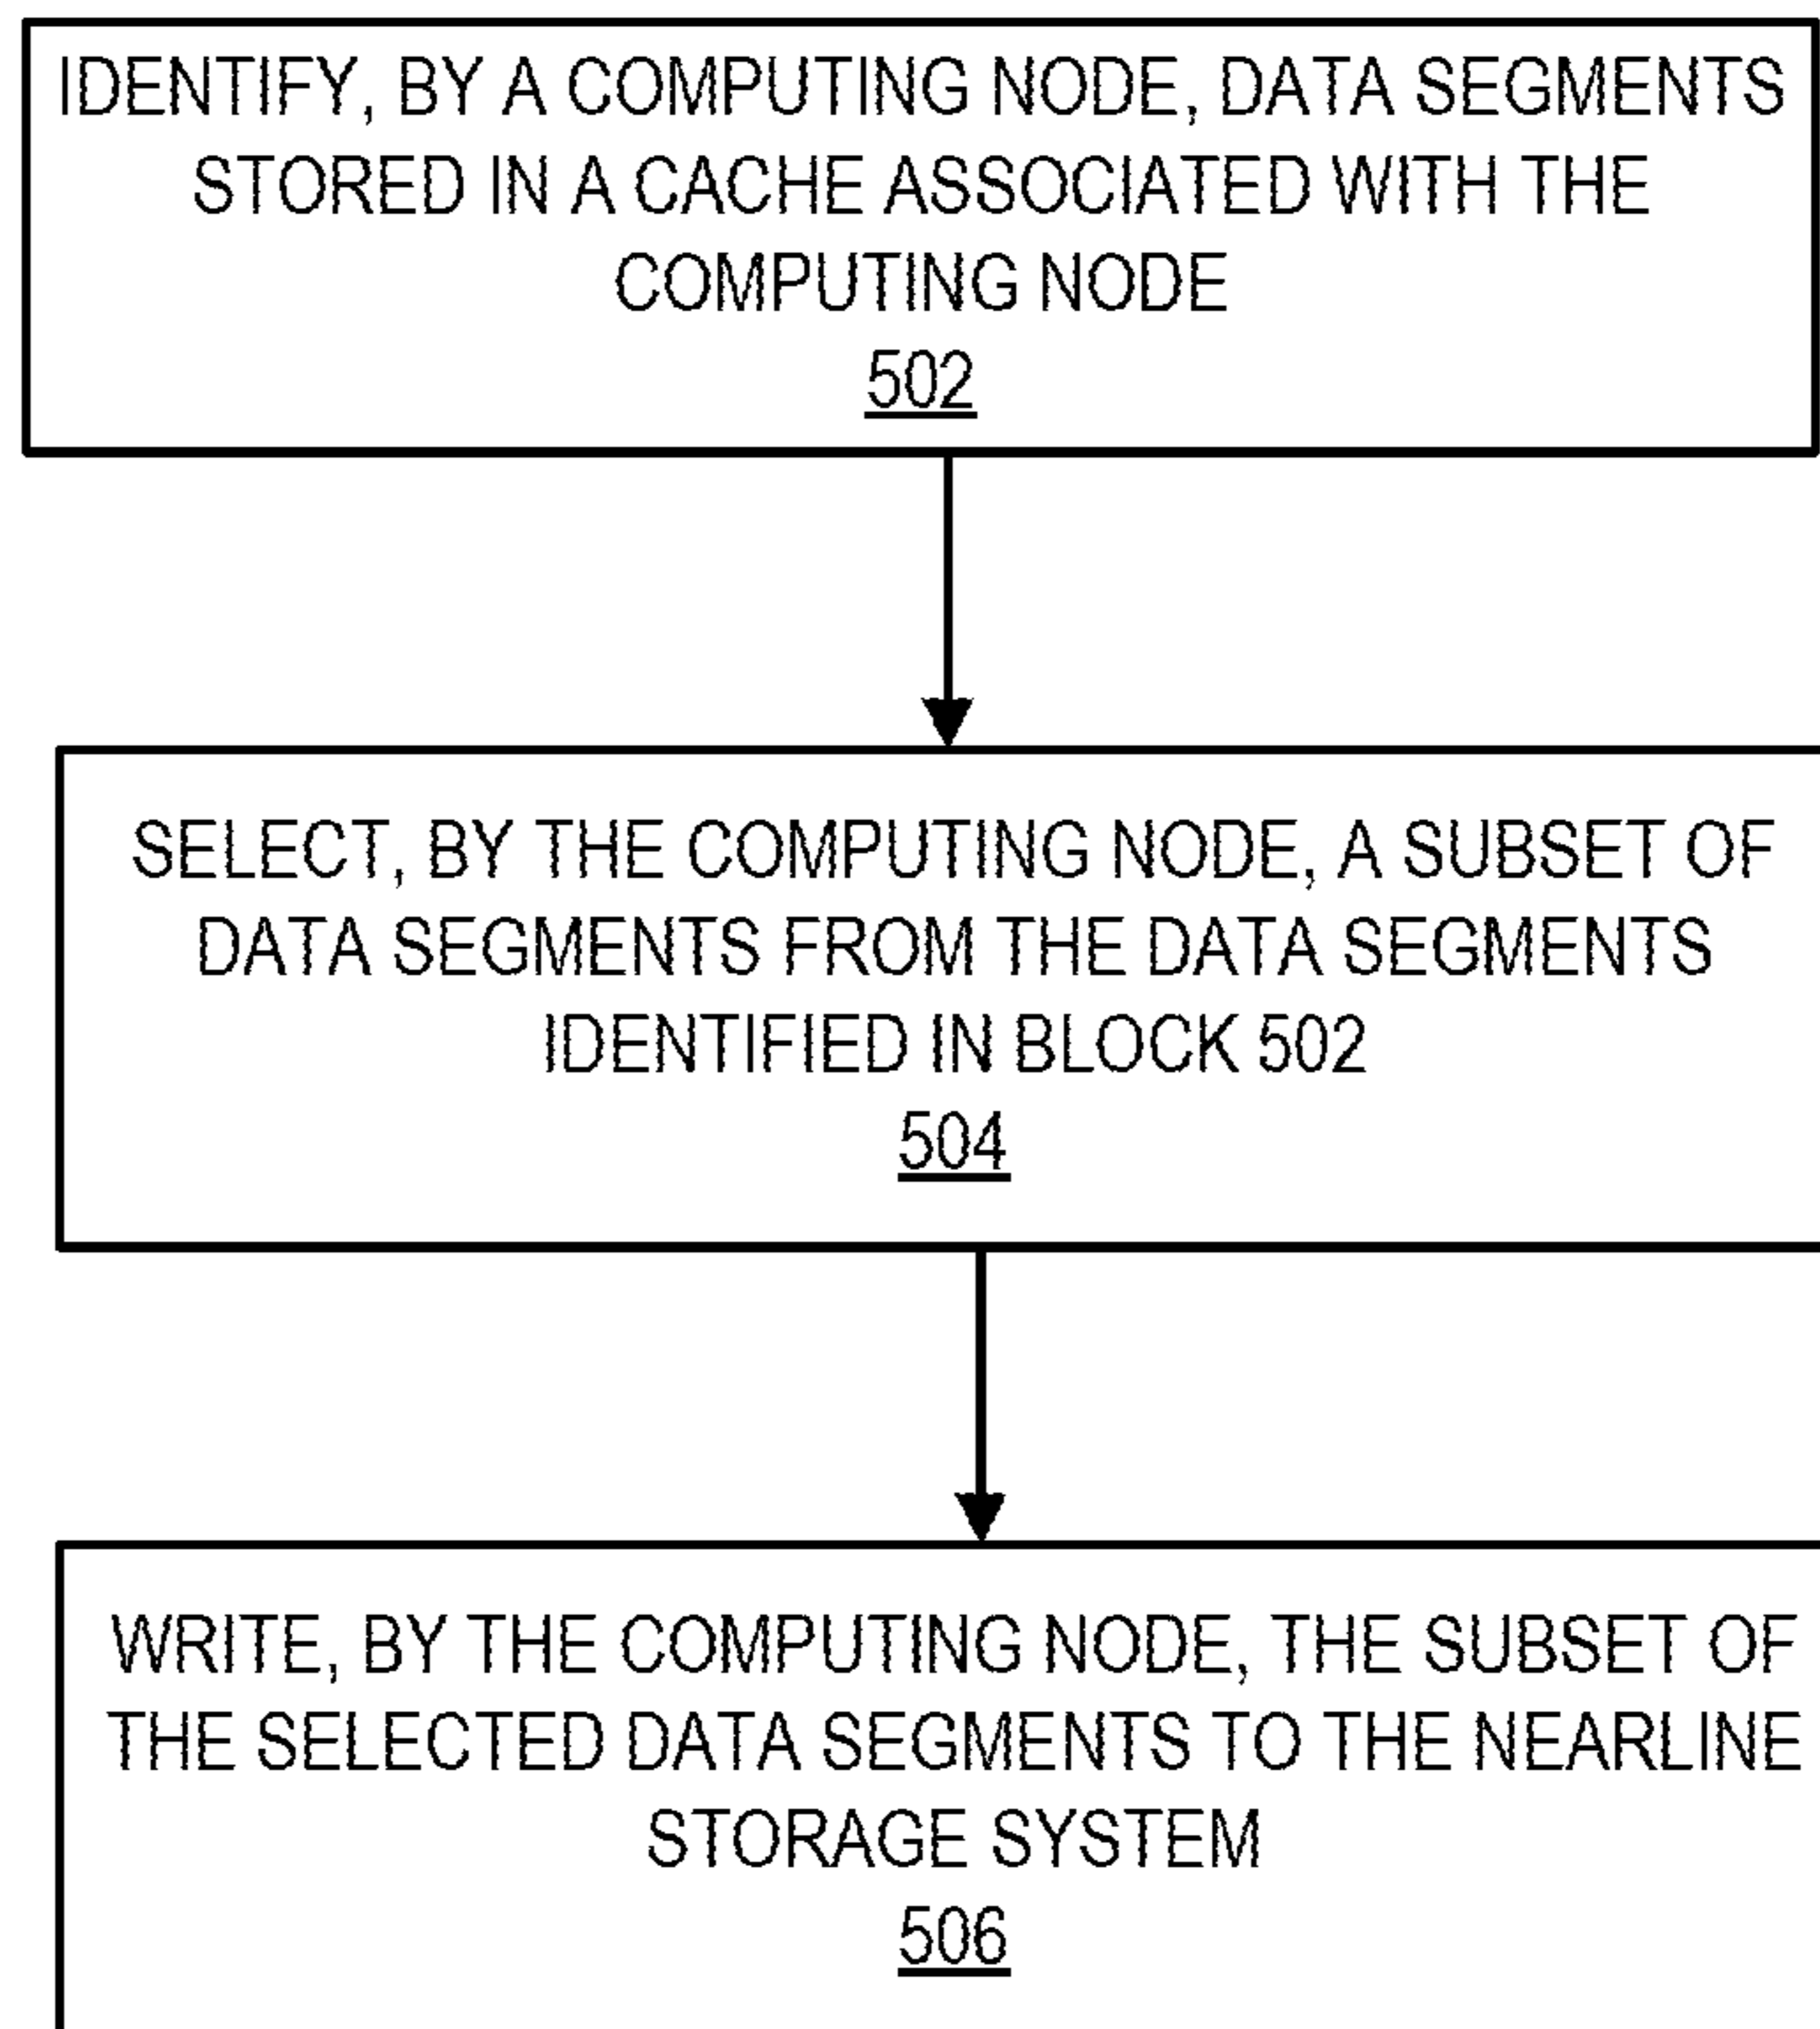 IDENTIFY, BY A COMPUTING NODE, DATA SEGMENTS
STORED IN A CACHE ASSOCIATED WITH THE
COMPUTING NODE
502
SELECT, BY THE COMPUTING NODE, A SUBSET OF
DATA SEGMENTS FROM THE DATA SEGMENTS
IDENTIFIED IN BLOCK 502
504
WRITE, BY THE COMPUTING NODE, THE SUBSET OF
THE SELECTED DATA SEGMENTS TO THE NEARLINE
STORAGE SYSTEM
506